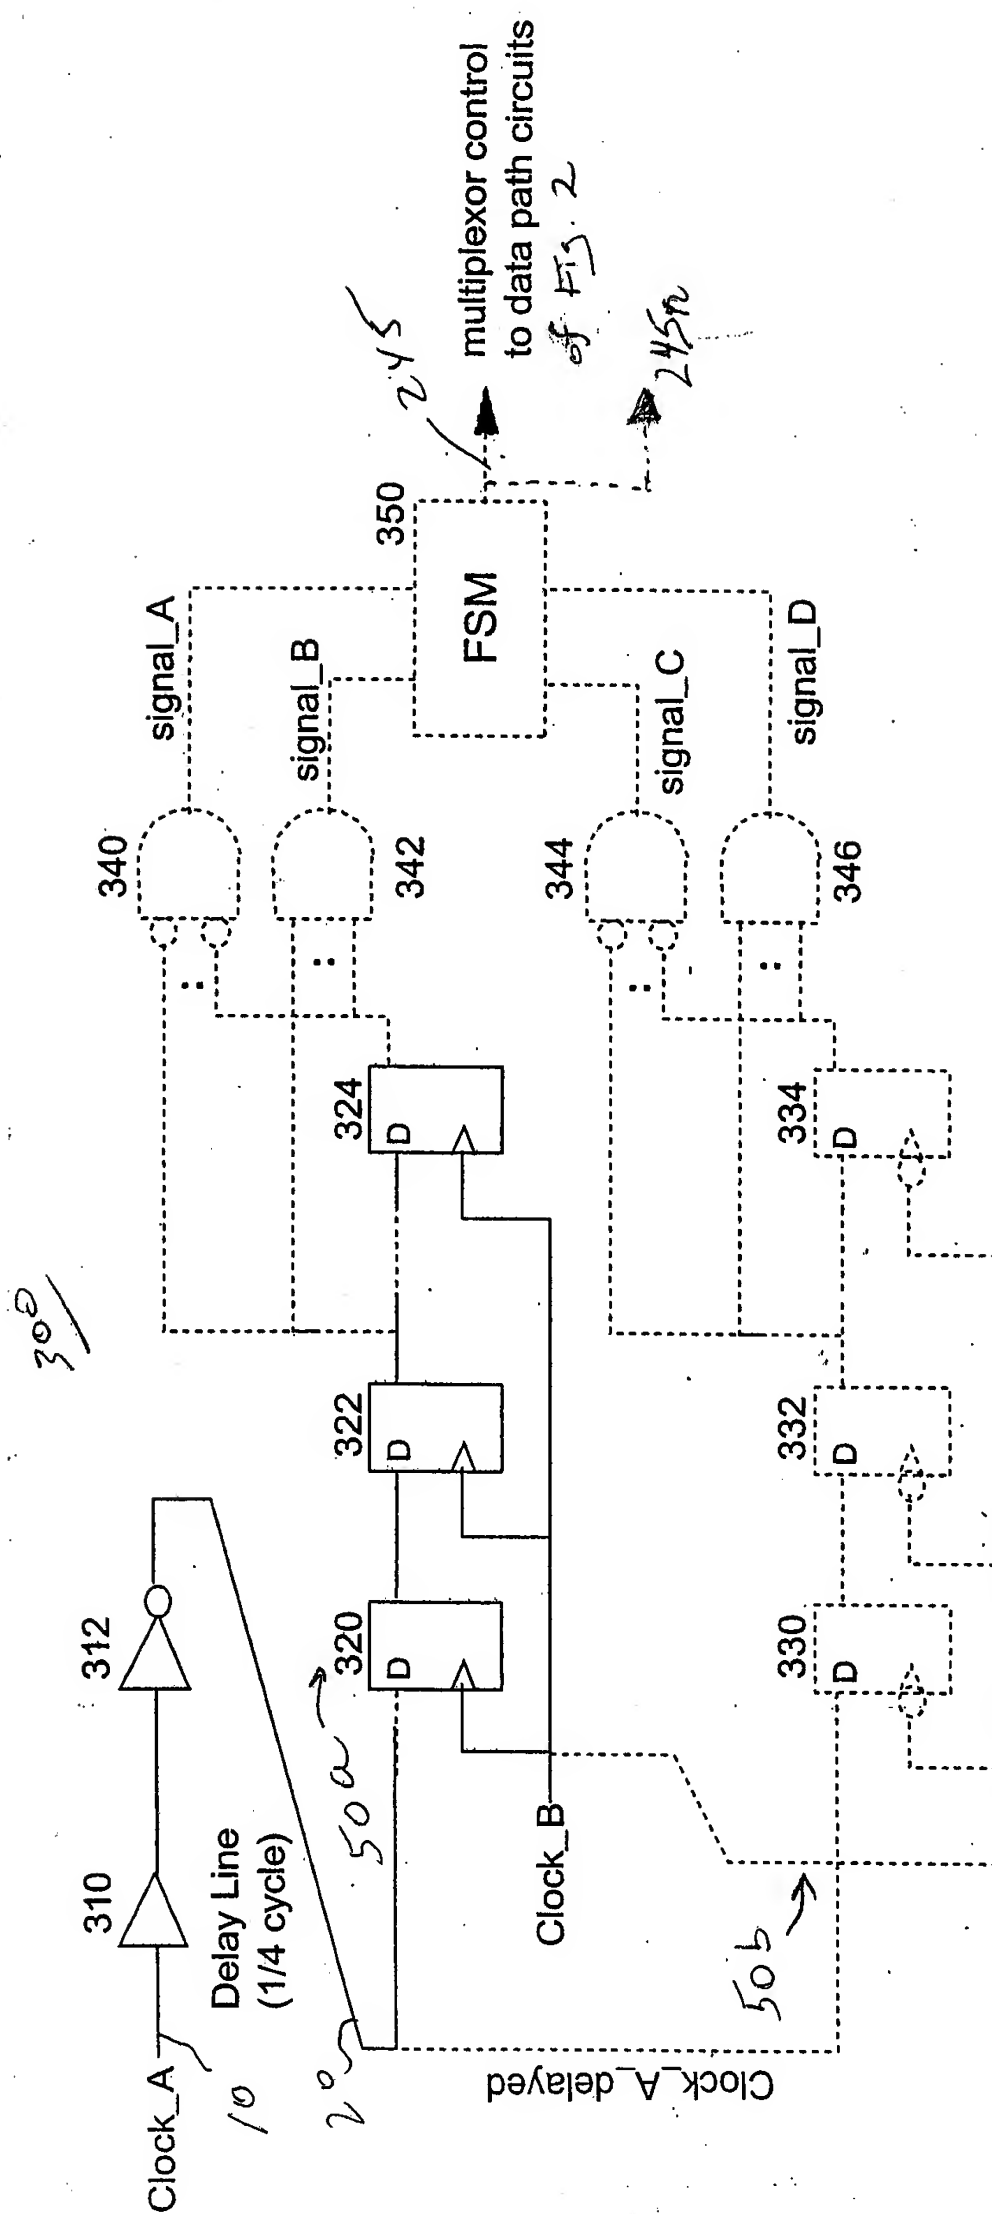 300
Clock_A
10
310
312
Delay Line
(1/4 cycle)
20
50a
320
D
322
D
324
D
Clock_B
340
signal_A
342
signal_B
350
FSM
245
multiplexor control
to data path circuits
of Fig. 2
245n
Clock_A_delayed
50b
330
D
332
D
334
D
344
signal_C
346
signal_D